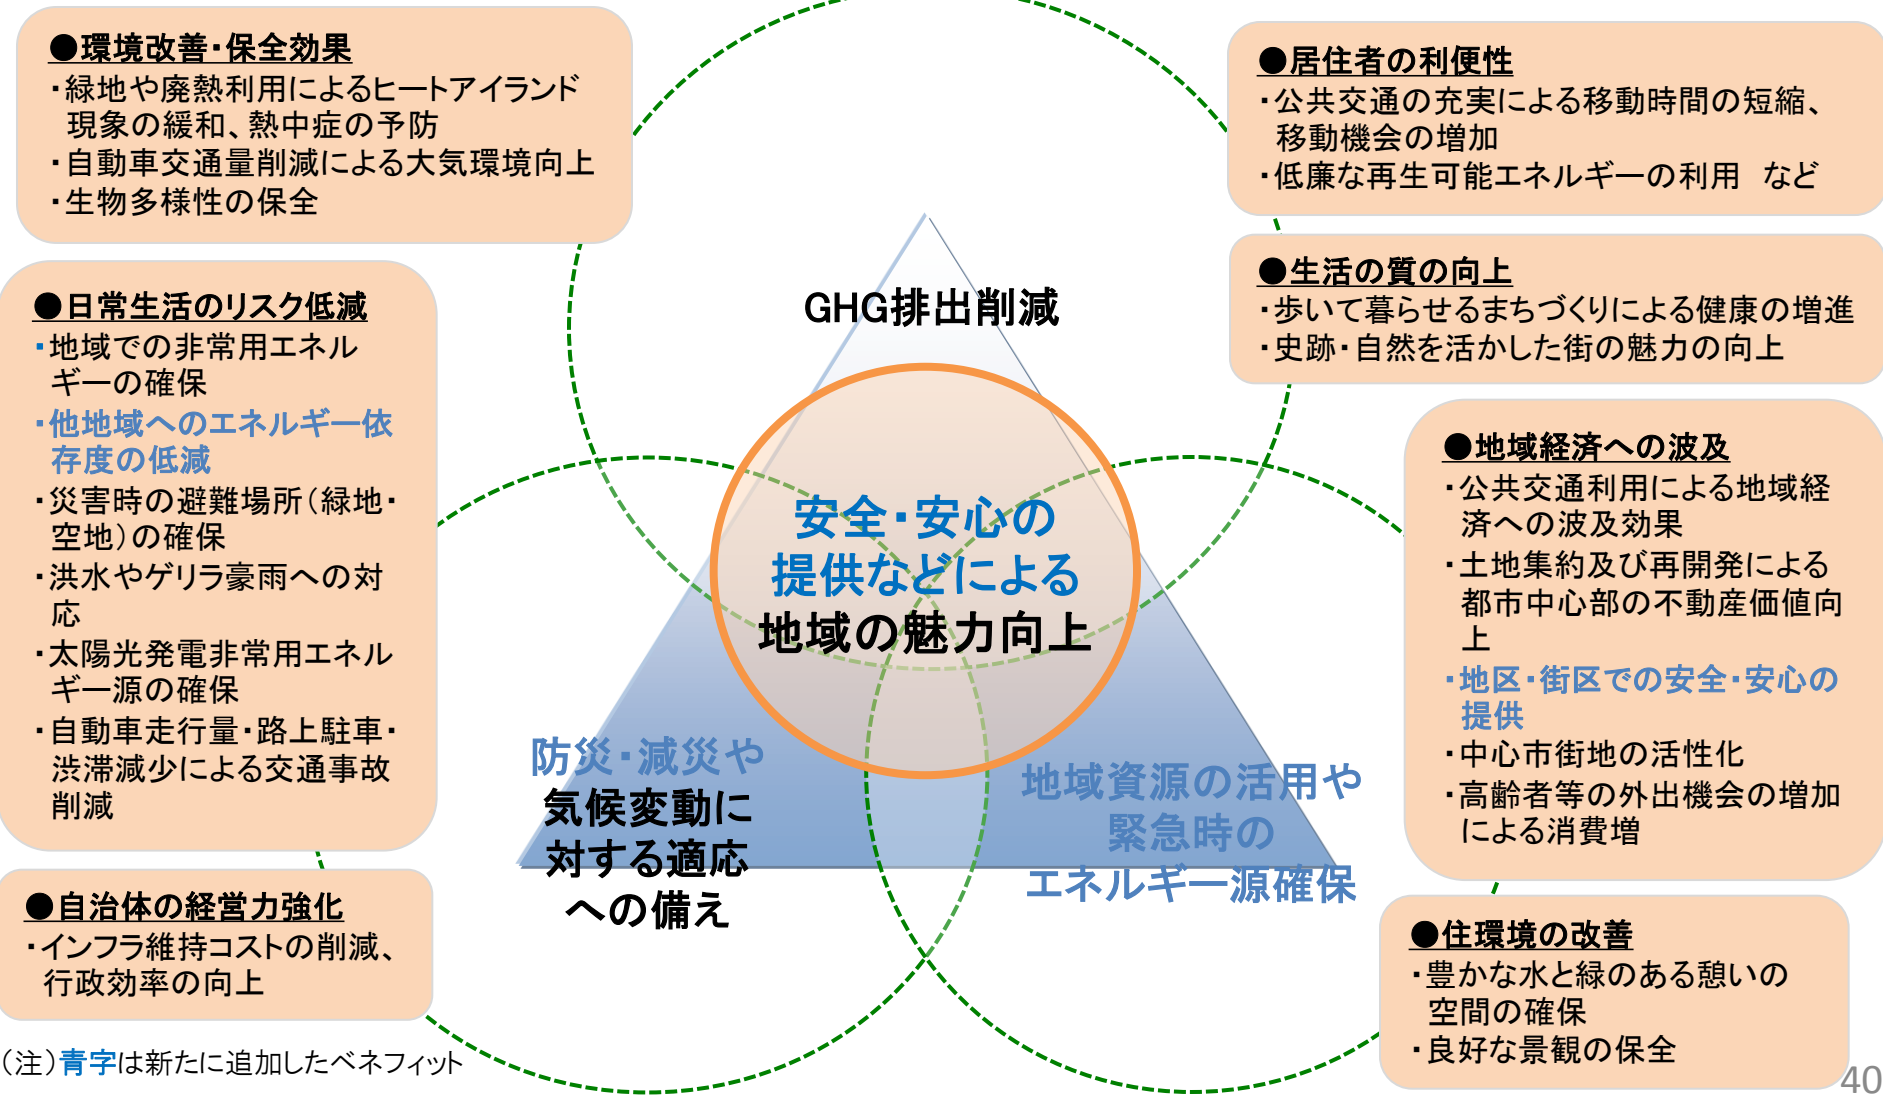 ●環境改善・保全効果
・緑地や廃熱利用によるヒートアイランド
現象の緩和、熱中症の予防
・自動車交通量削減による大気環境向上
・生物多様性の保全
●日常生活のリスク低減
・地域での非常用エネル
ギーの確保
・他地域へのエネルギー依
存度の低減
・災害時の避難場所（緑地・
空地）の確保
・洪水やゲリラ豪雨への対
応
・太陽光発電非常用エネル
ギー源の確保
・自動車走行量・路上駐車・
渋滞減少による交通事故
削減
●自治体の経営力強化
・インフラ維持コストの削減、
行政効率の向上
GHG排出削減
安全・安心の
提供などによる
地域の魅力向上
防災・減災や
気候変動に
対する適応
への備え
地域資源の活用や
緊急時の
エネルギー源確保
●居住者の利便性
・公共交通の充実による移動時間の短縮、
移動機会の増加
・低廉な再生可能エネルギーの利用　など
●生活の質の向上
・歩いて暮らせるまちづくりによる健康の増進
・史跡・自然を活かした街の魅力の向上
●地域経済への波及
・公共交通利用による地域経
済への波及効果
・土地集約及び再開発による
都市中心部の不動産価値向
上
・地区・街区での安全・安心の
提供
・中心市街地の活性化
・高齢者等の外出機会の増加
による消費増
●住環境の改善
・豊かな水と緑のある憩いの
空間の確保
・良好な景観の保全
（注）青字は新たに追加したベネフィット
40